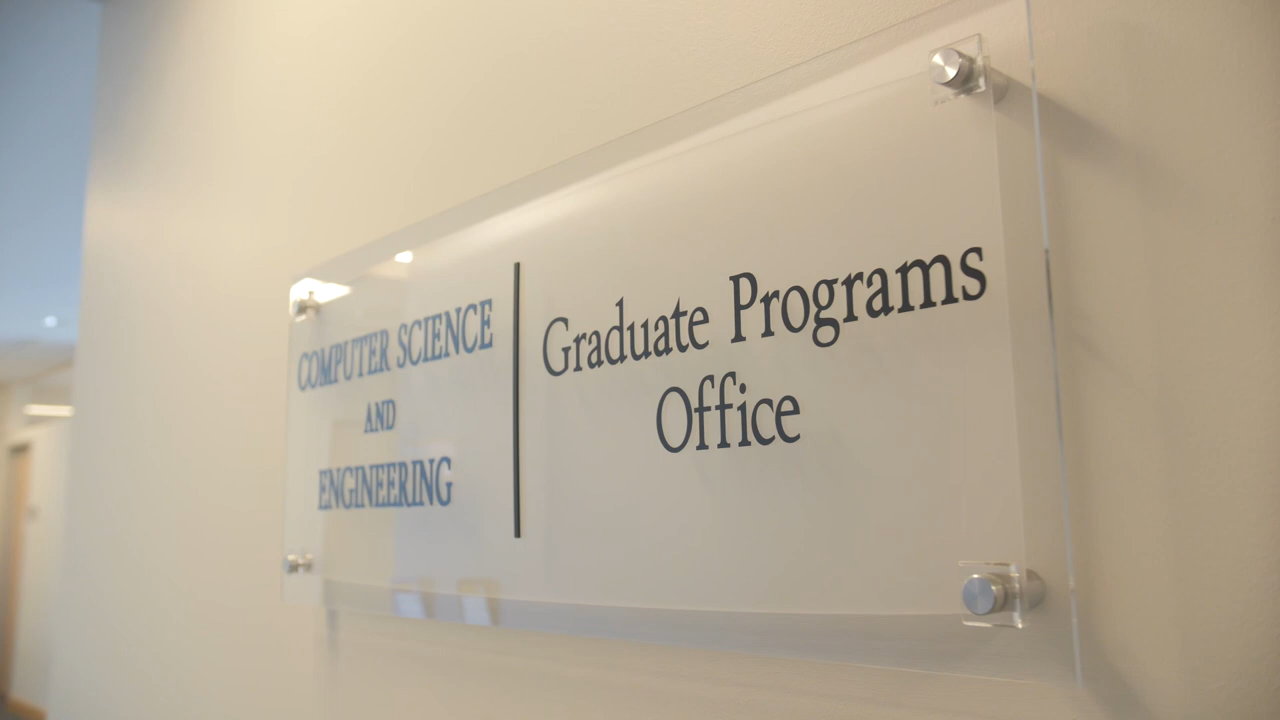 COMPUTER SCIENCE
AND
ENGINEERING
Graduate Programs
Office